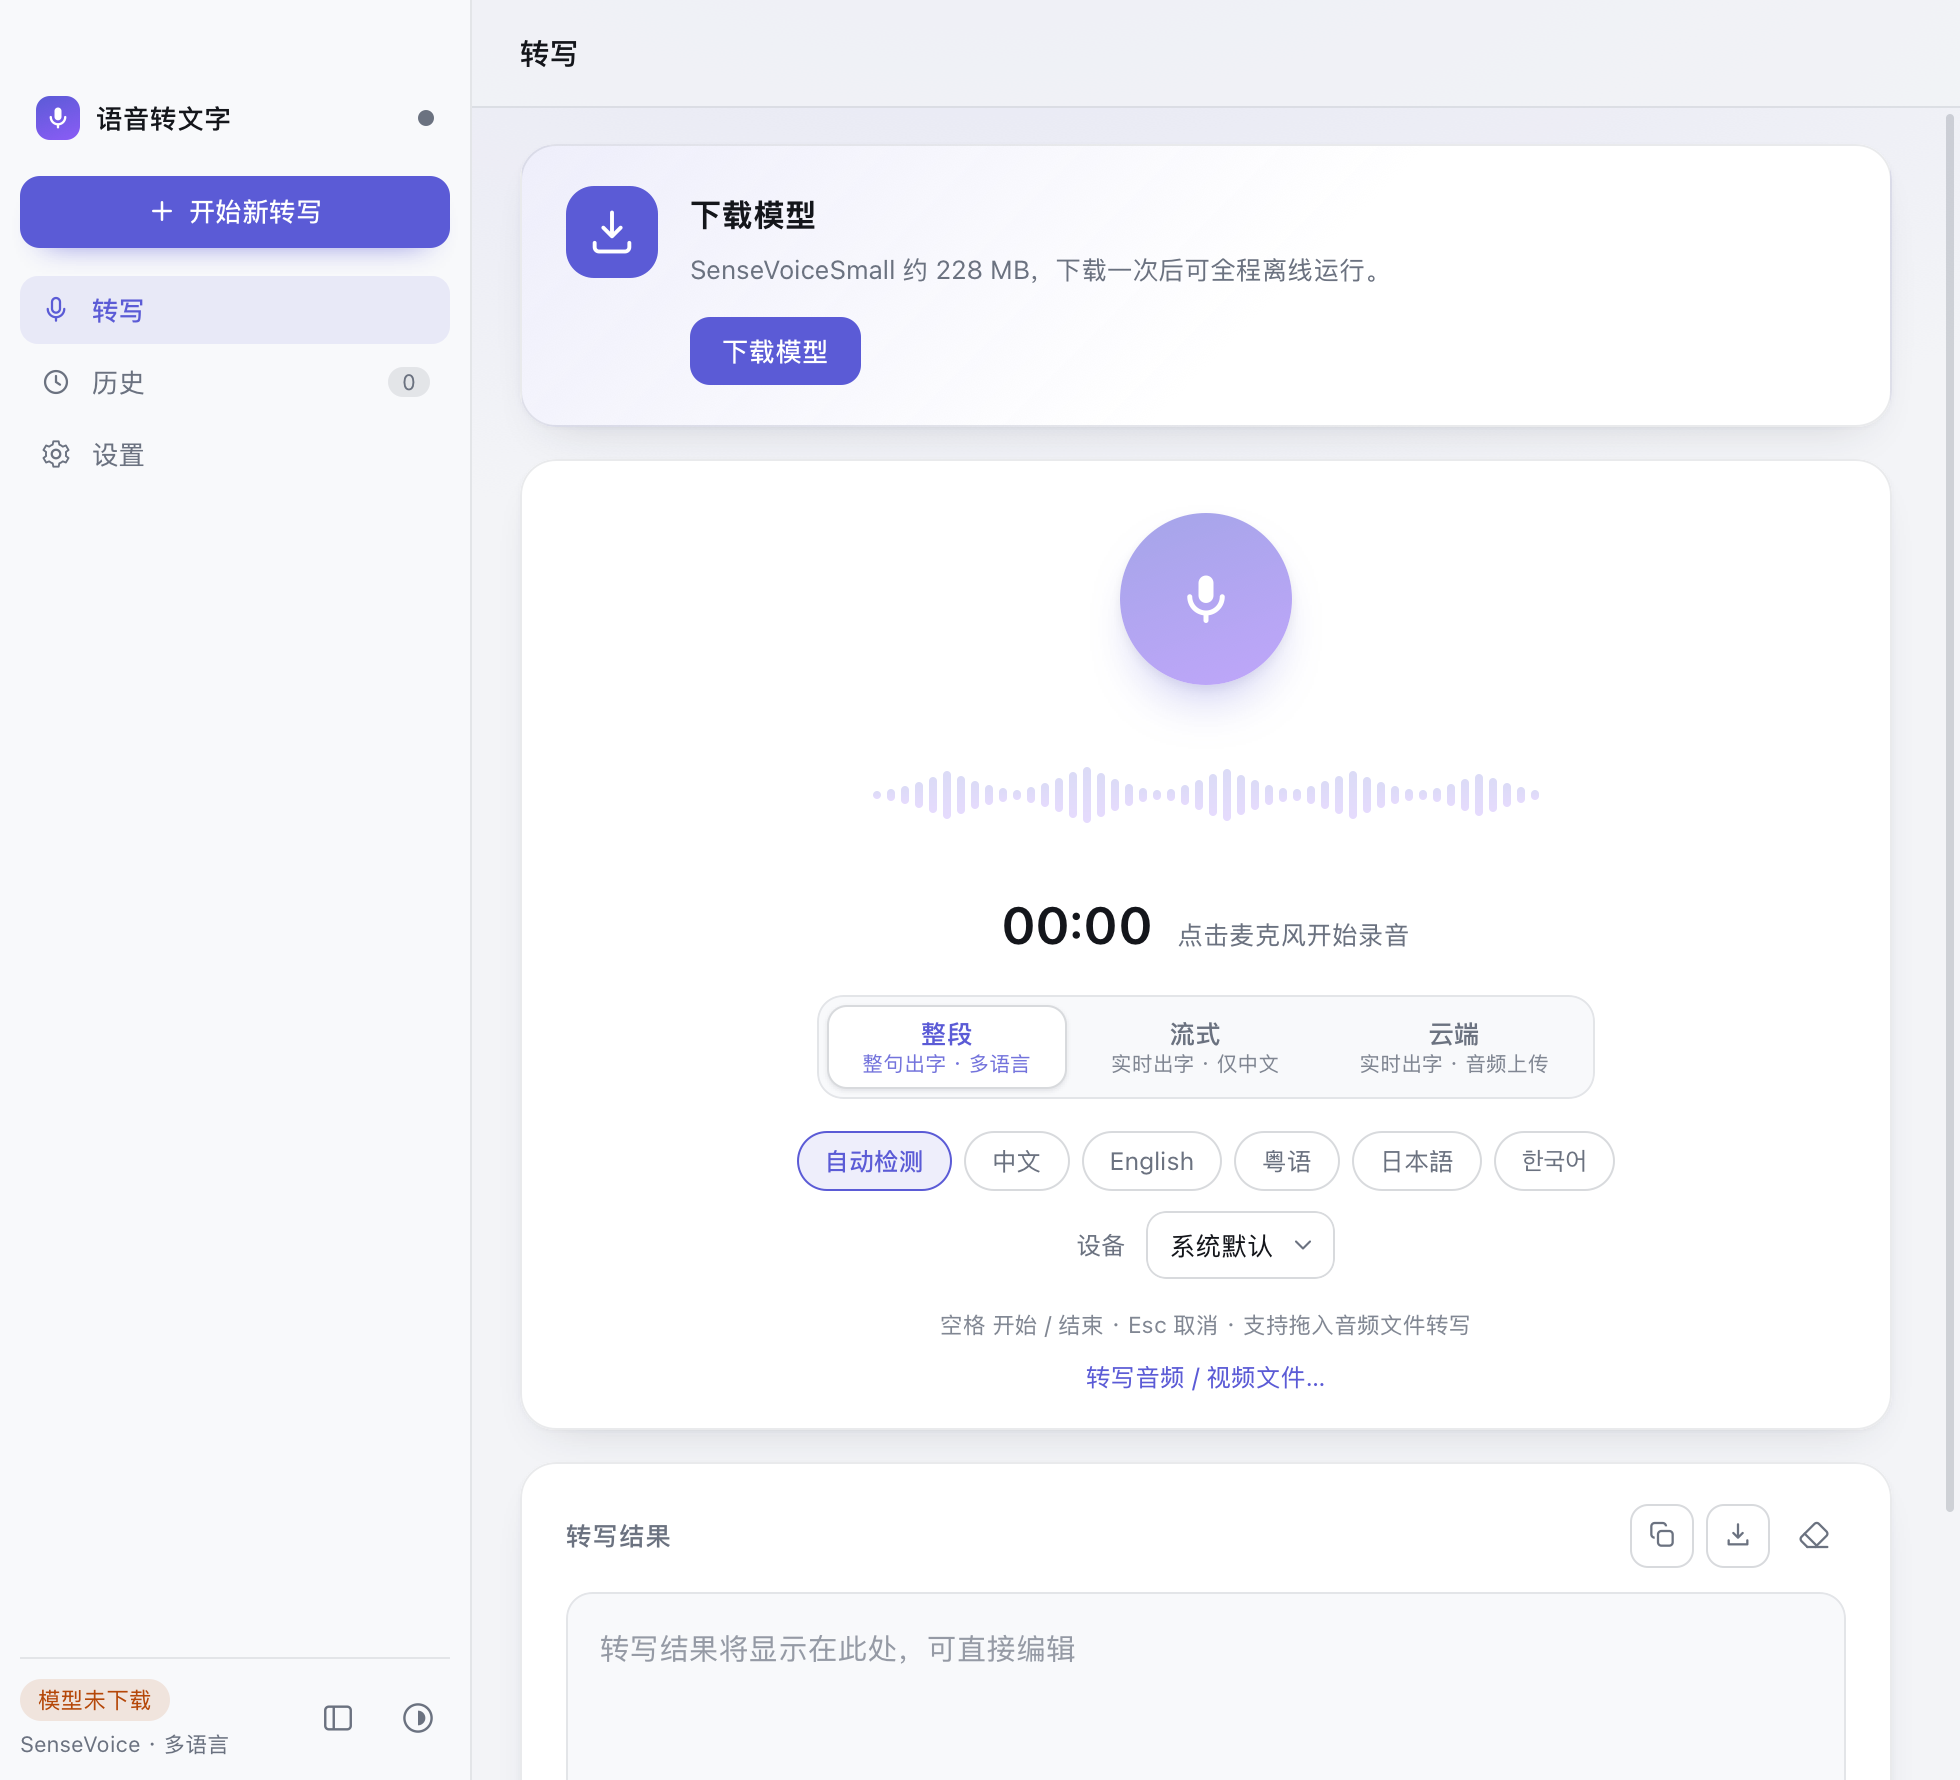 语音转文字
开始新转写
转写
历史
0
设置
模型未下载
SenseVoice · 多语言
转写
下载模型
SenseVoiceSmall 约 228 MB，下载一次后可全程离线运行。
下载模型
00:00 点击麦克风开始录音
整段 流式 云端
整句出字 · 多语言 实时出字 · 仅中文 实时出字 · 音频上传
自动检测 中文 English 粤语 日本語 한국어
设备 系统默认
空格 开始 / 结束 · Esc 取消 · 支持拖入音频文件转写
转写音频 / 视频文件...
转写结果
转写结果将显示在此处，可直接编辑